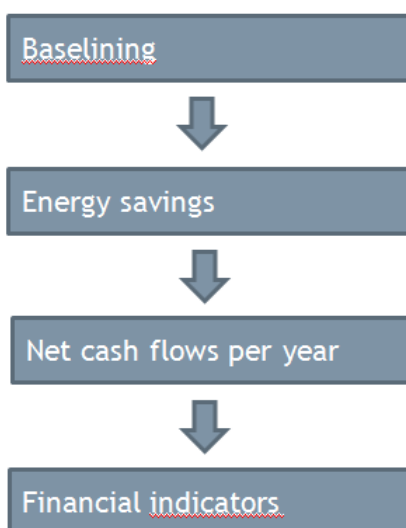 Baselining
Energy savings
Net cash flows per year
Financial indicators